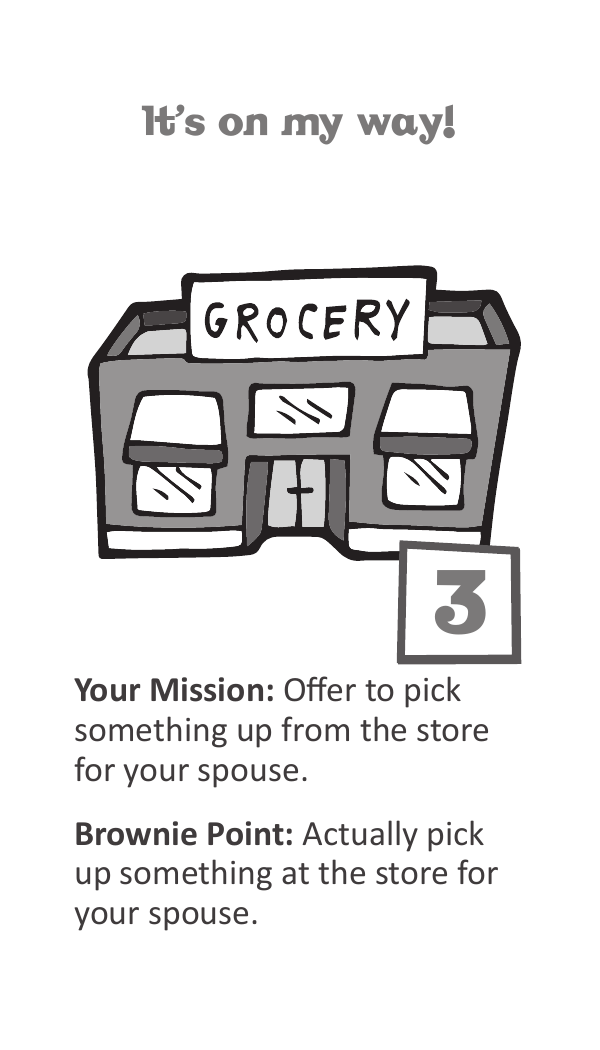 It's on my way!
GROCERY
3
Your Mission: Offer to pick
something up from the store
for your spouse.
Brownie Point: Actually pick
up something at the store for
your spouse.